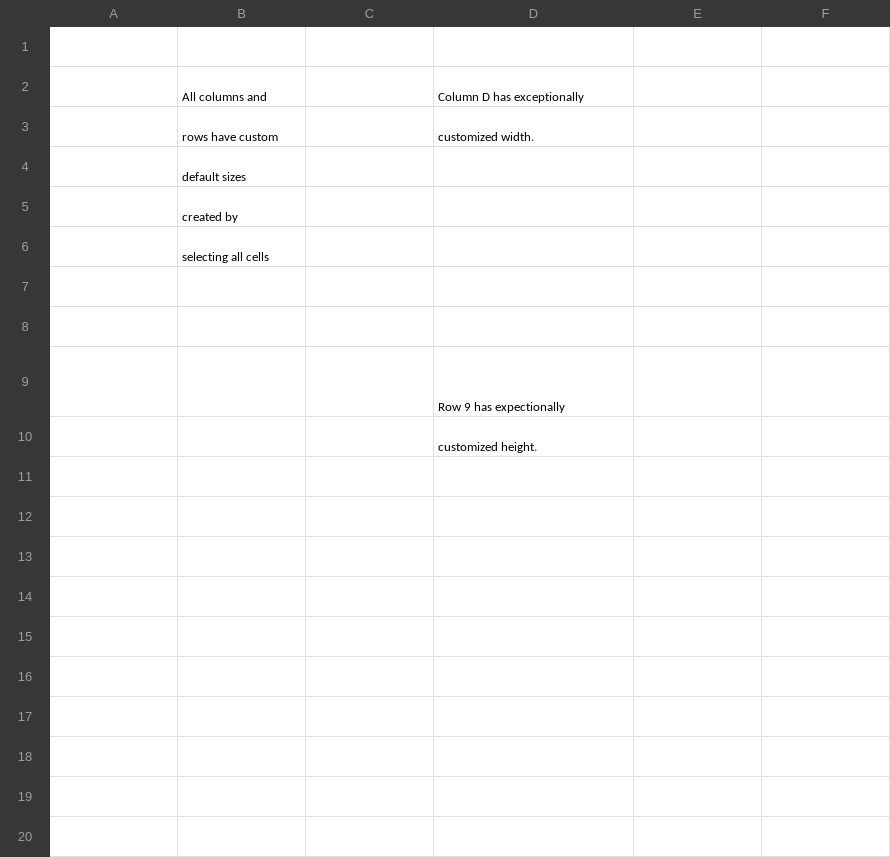 A B C D E F
1
2 All columns and Column D has exceptionally
3 rows have custom customized width.
4 default sizes
5 created by
6 selecting all cells
7
8
9 Row 9 has expectionally
10 customized height.
11
12
13
14
15
16
17
18
19
20